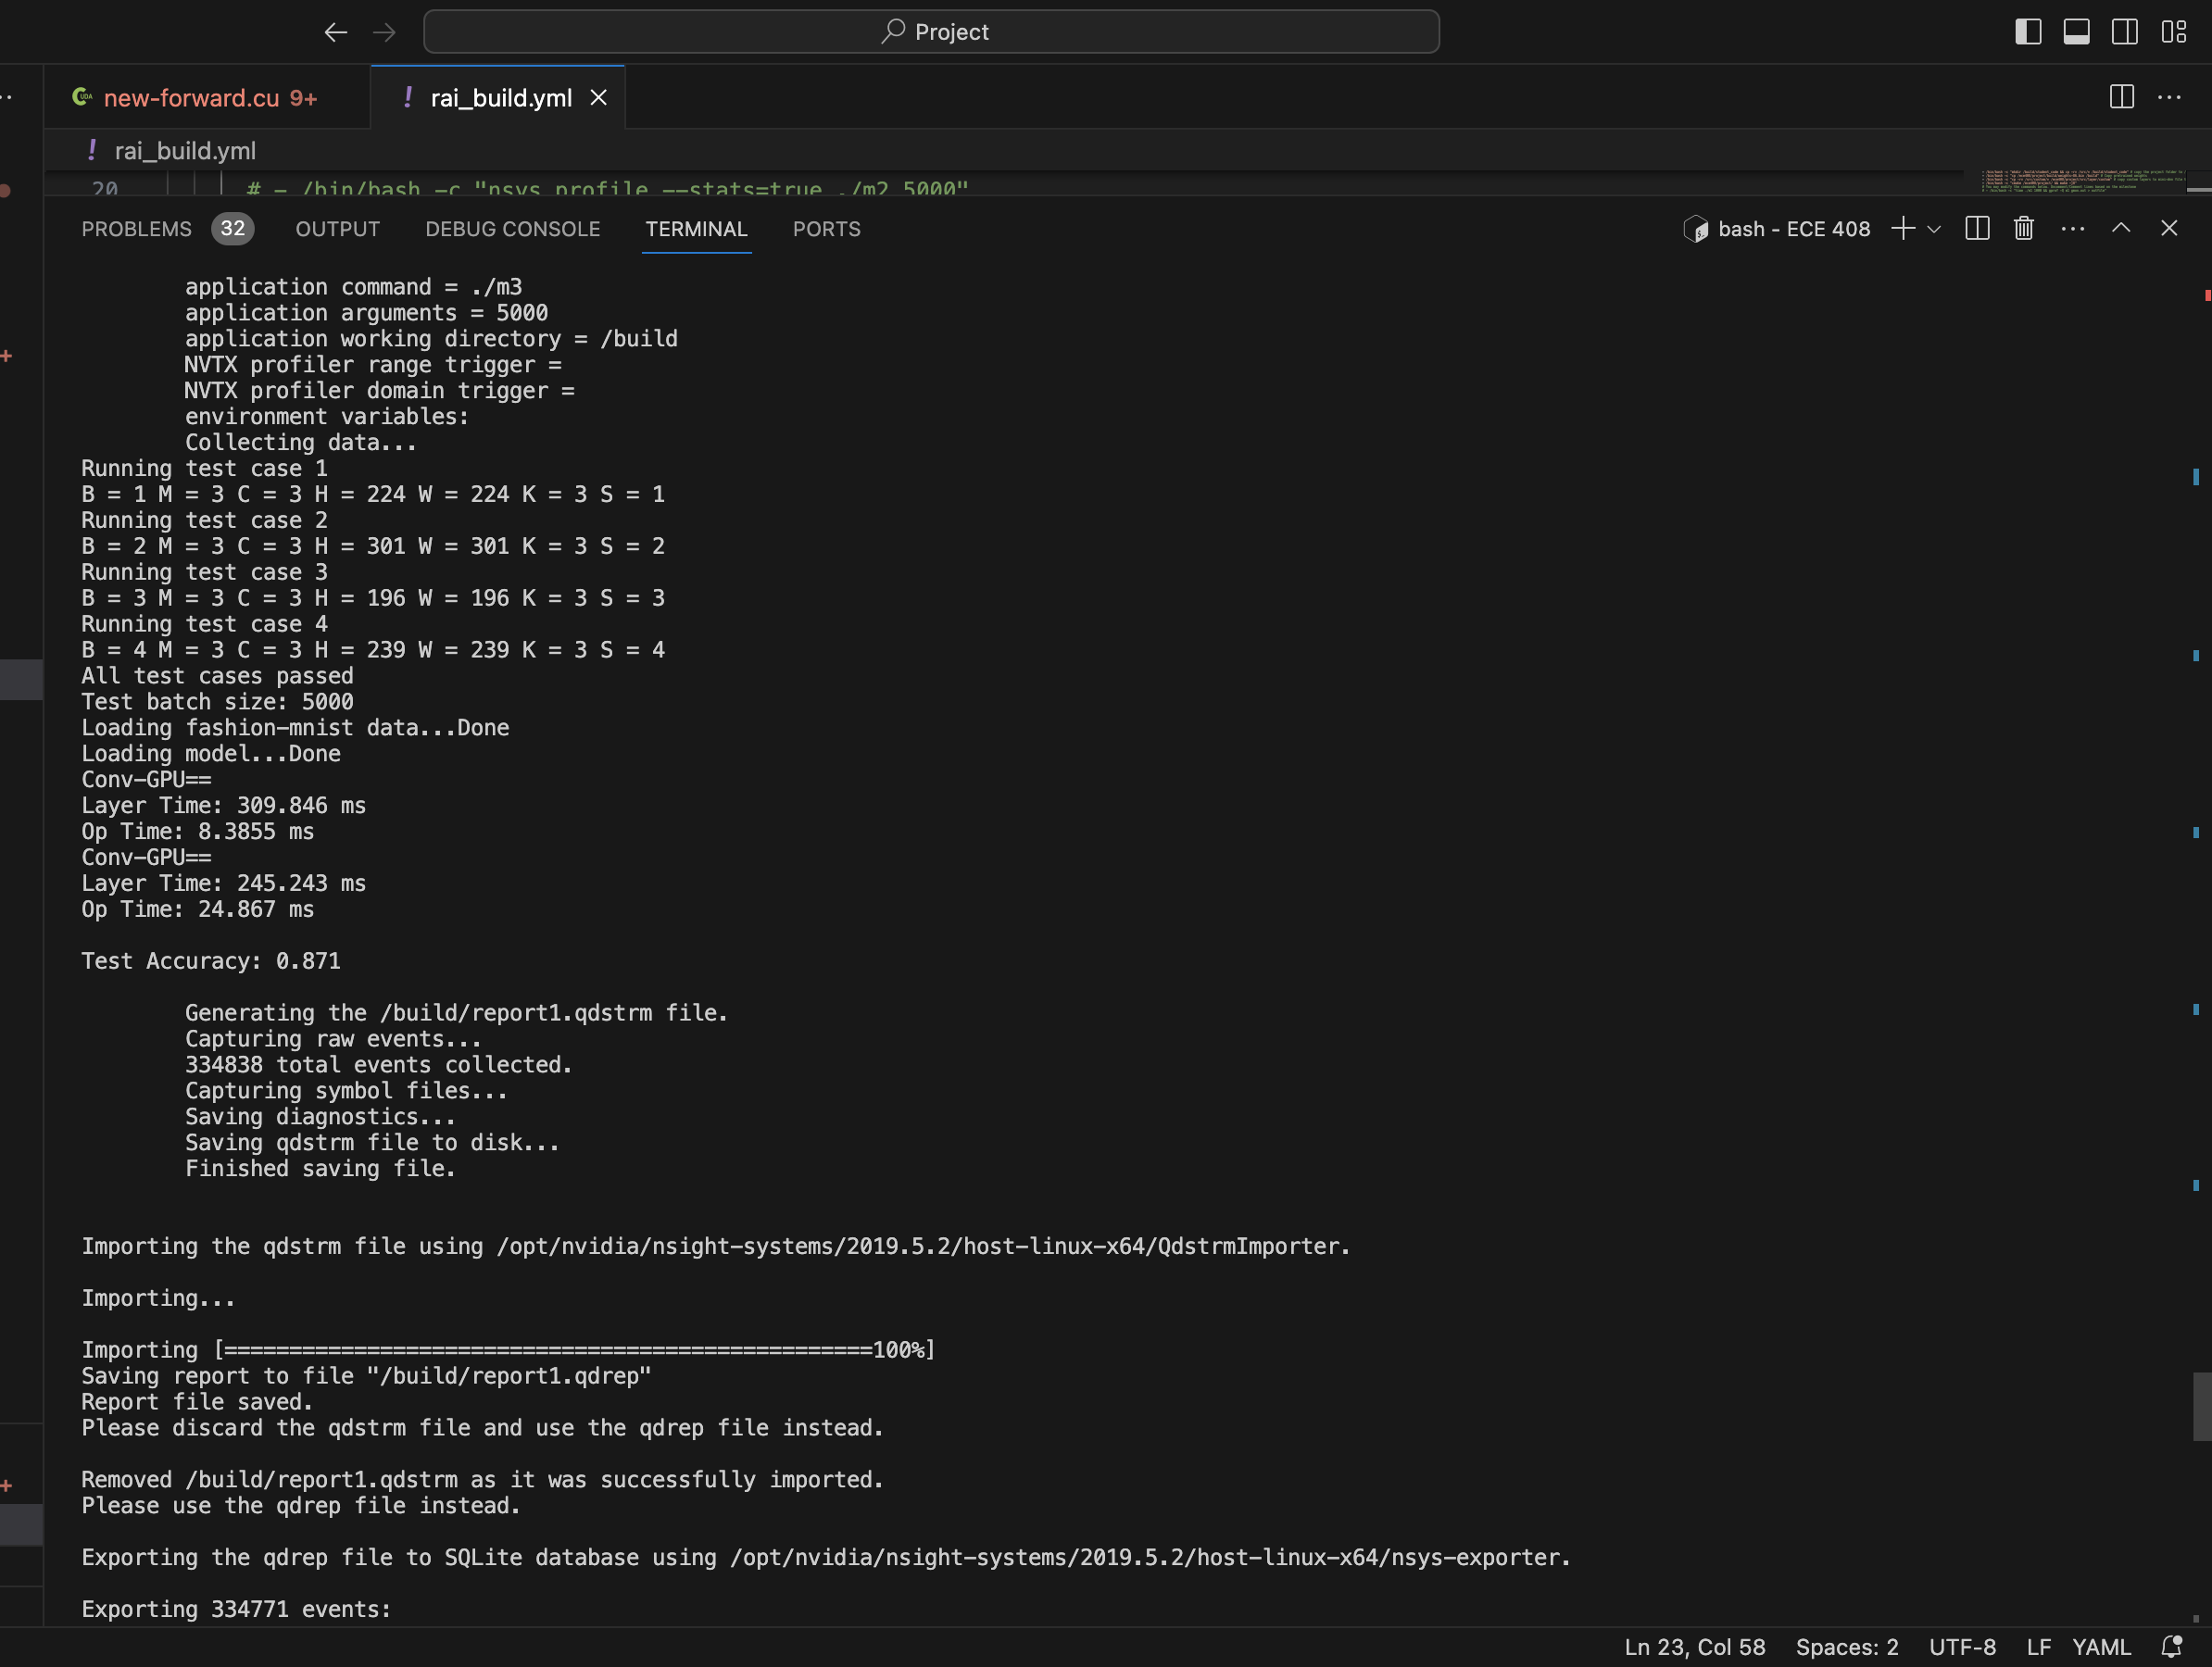 Project
new-forward.cu 9+
! rai_build.yml
! rai_build.yml
20 # - /bin/bash -c "nsys profile --stats=true ./m2 5000"
PROBLEMS 32 OUTPUT DEBUG CONSOLE TERMINAL PORTS bash - ECE 408
application command = ./m3
application arguments = 5000
application working directory = /build
NVTX profiler range trigger =
NVTX profiler domain trigger =
environment variables:
Collecting data...
Running test case 1
B = 1 M = 3 C = 3 H = 224 W = 224 K = 3 S = 1
Running test case 2
B = 2 M = 3 C = 3 H = 301 W = 301 K = 3 S = 2
Running test case 3
B = 3 M = 3 C = 3 H = 196 W = 196 K = 3 S = 3
Running test case 4
B = 4 M = 3 C = 3 H = 239 W = 239 K = 3 S = 4
All test cases passed
Test batch size: 5000
Loading fashion-mnist data...Done
Loading model...Done
Conv-GPU==
Layer Time: 309.846 ms
Op Time: 8.3855 ms
Conv-GPU==
Layer Time: 245.243 ms
Op Time: 24.867 ms
Test Accuracy: 0.871
Generating the /build/report1.qdstrm file.
Capturing raw events...
334838 total events collected.
Capturing symbol files...
Saving diagnostics...
Saving qdstrm file to disk...
Finished saving file.
Importing the qdstrm file using /opt/nvidia/nsight-systems/2019.5.2/host-linux-x64/QdstrmImporter.
Importing...
Importing [==================================================100%]
Saving report to file "/build/report1.qdrep"
Report file saved.
Please discard the qdstrm file and use the qdrep file instead.
Removed /build/report1.qdstrm as it was successfully imported.
Please use the qdrep file instead.
Exporting the qdrep file to SQLite database using /opt/nvidia/nsight-systems/2019.5.2/host-linux-x64/nsys-exporter.
Exporting 334771 events:
Ln 23, Col 58 Spaces: 2 UTF-8 LF YAML